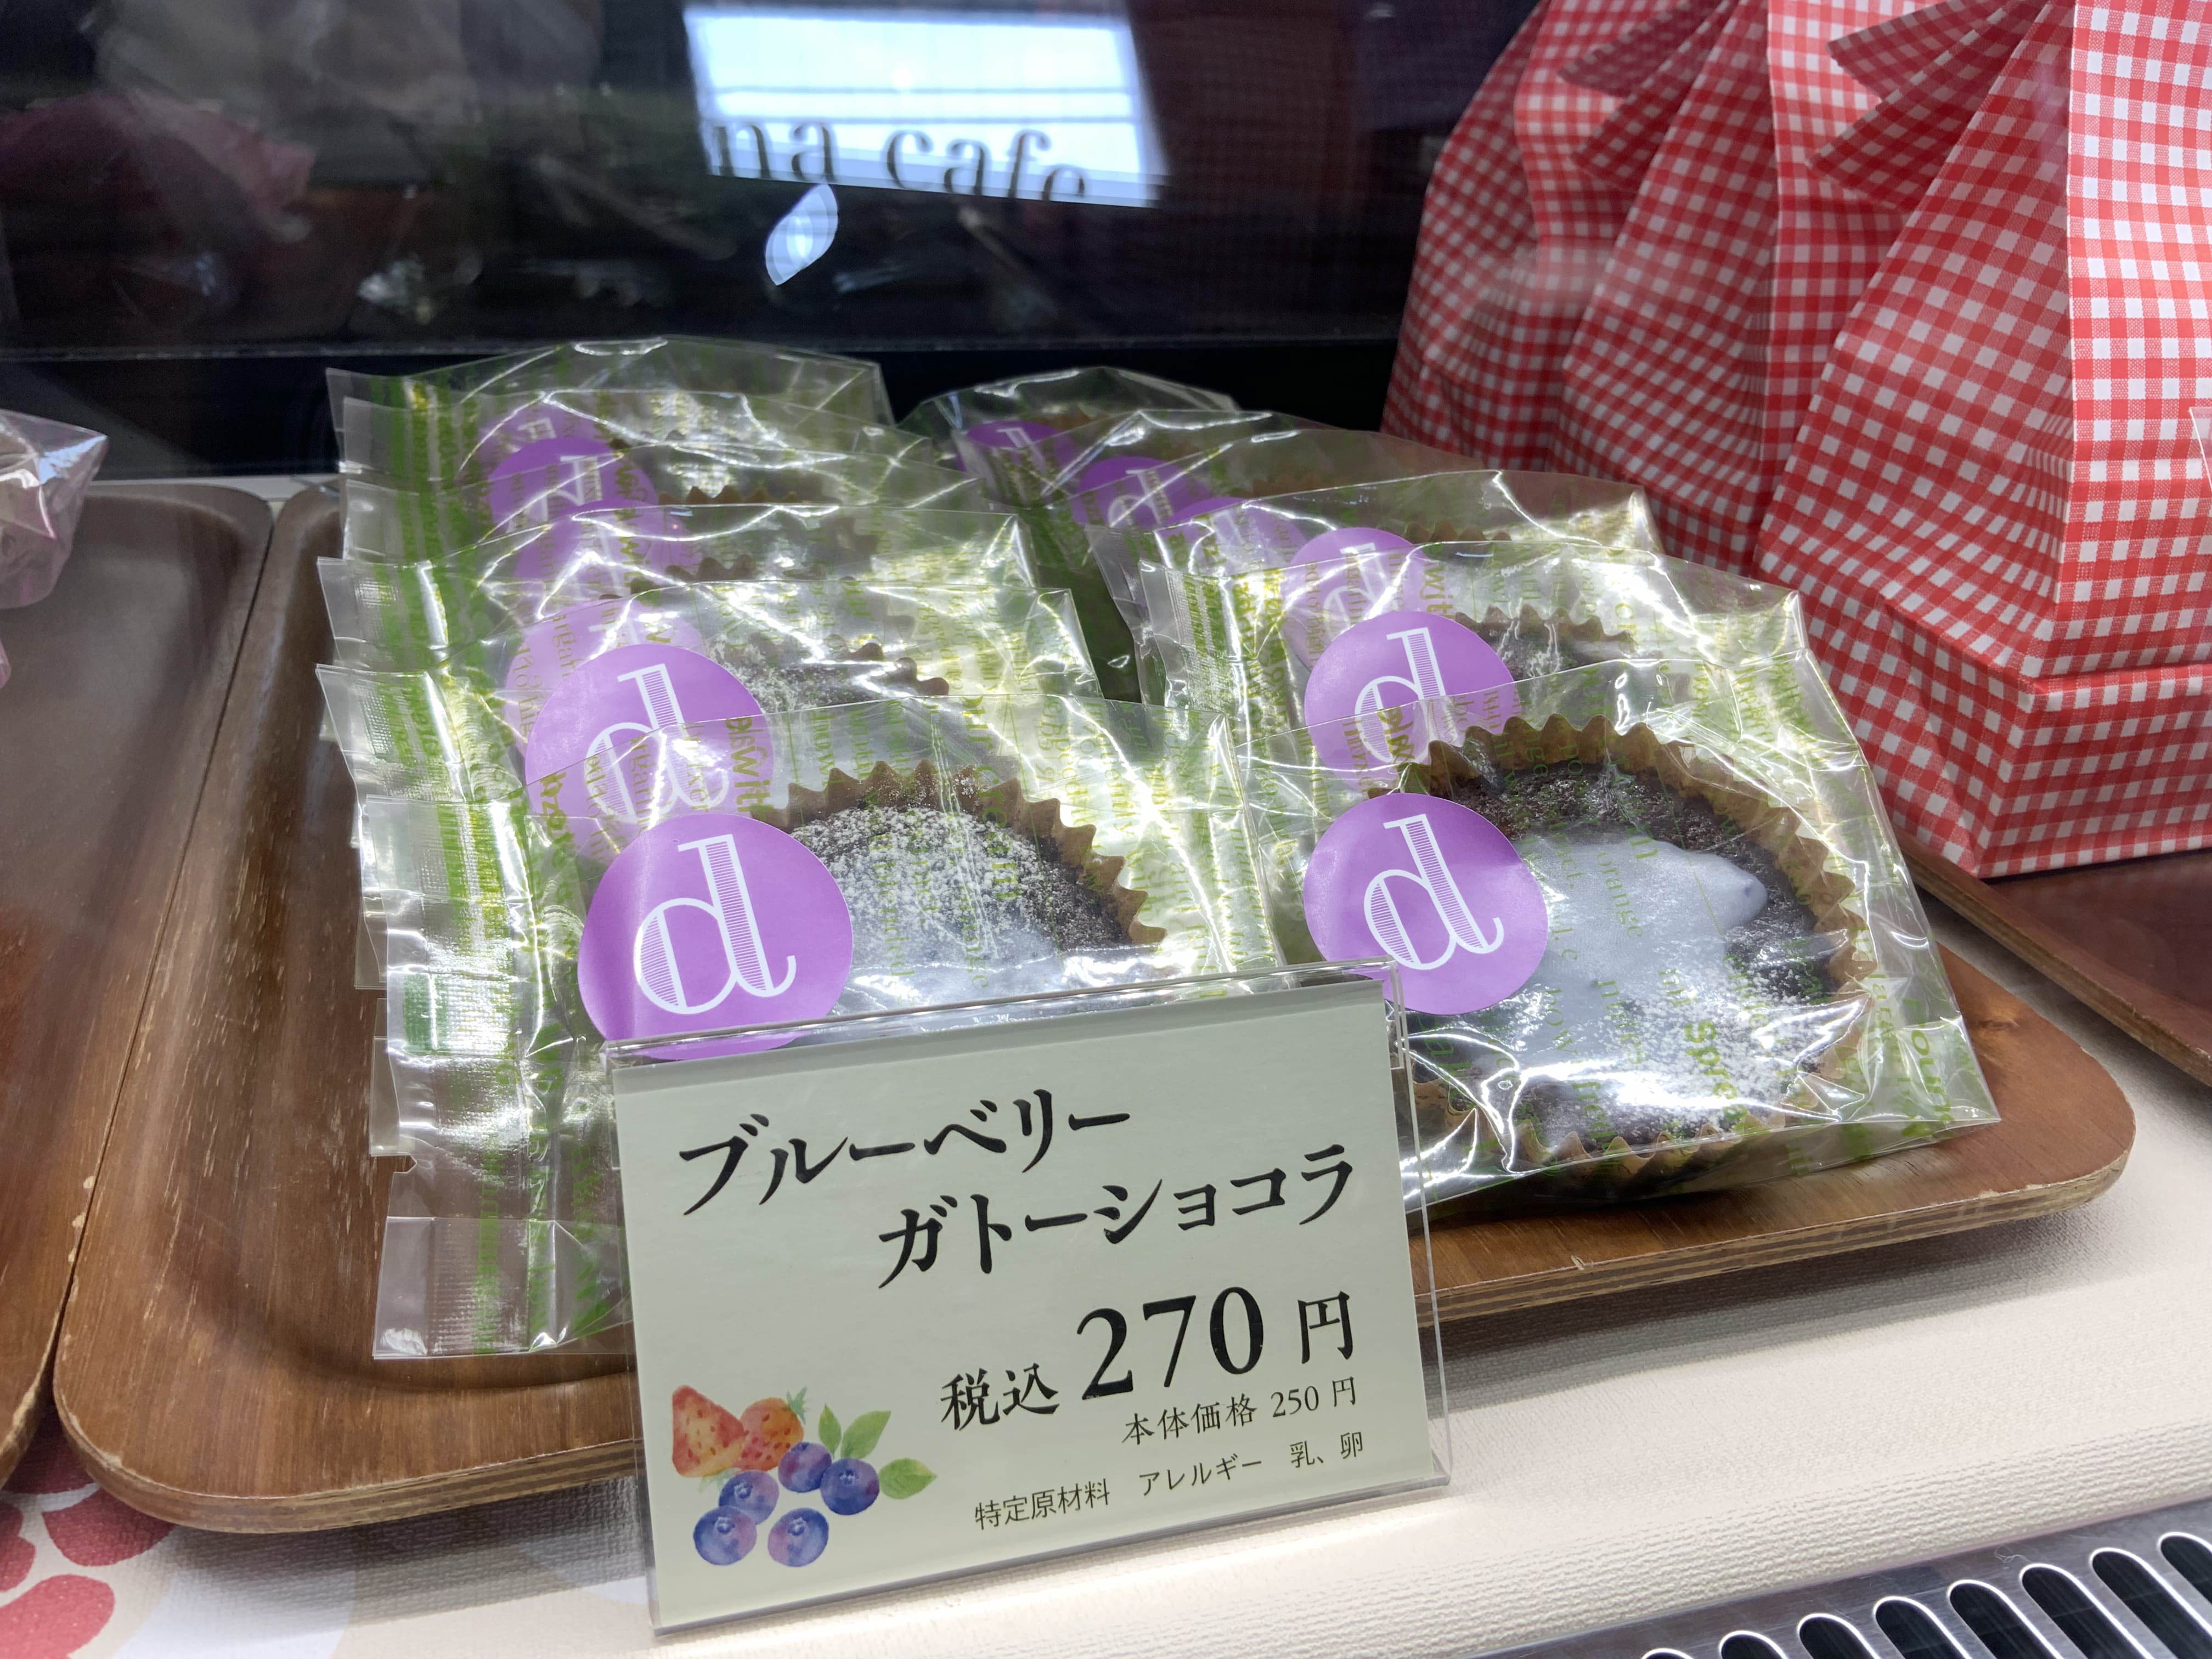 na cafe
d
d
d
d
ブルーベリー
ガトーショコラ
税込 270 円
本体価格 250 円
特定原材料 アレルギー 乳、卵